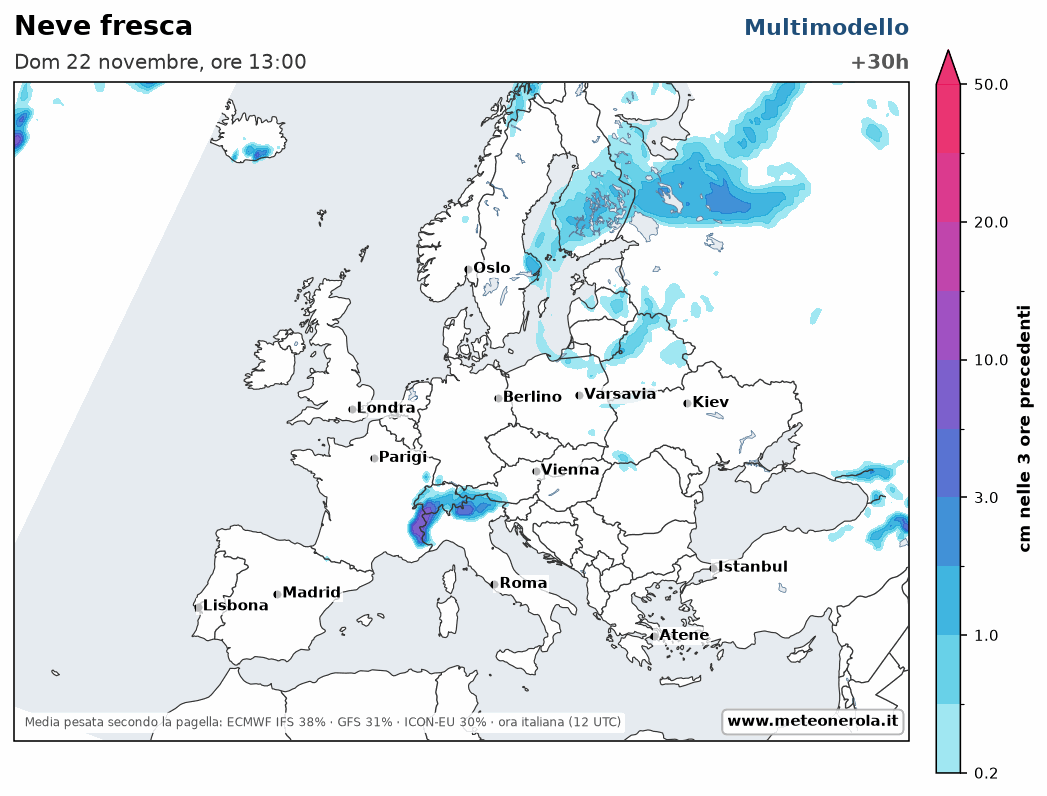 Neve fresca
Multimodello
Dom 22 novembre, ore 13:00
+30h
50.0
20.0
10.0
3.0
1.0
0.2
cm nelle 3 ore precedenti
Oslo
Berlino
Varsavia
Kiev
Londra
Parigi
Vienna
Istanbul
Roma
Madrid
Lisbona
Atene
Media pesata secondo la pagella: ECMWF IFS 38% · GFS 31% · ICON-EU 30% · ora italiana (12 UTC)
www.meteonerola.it